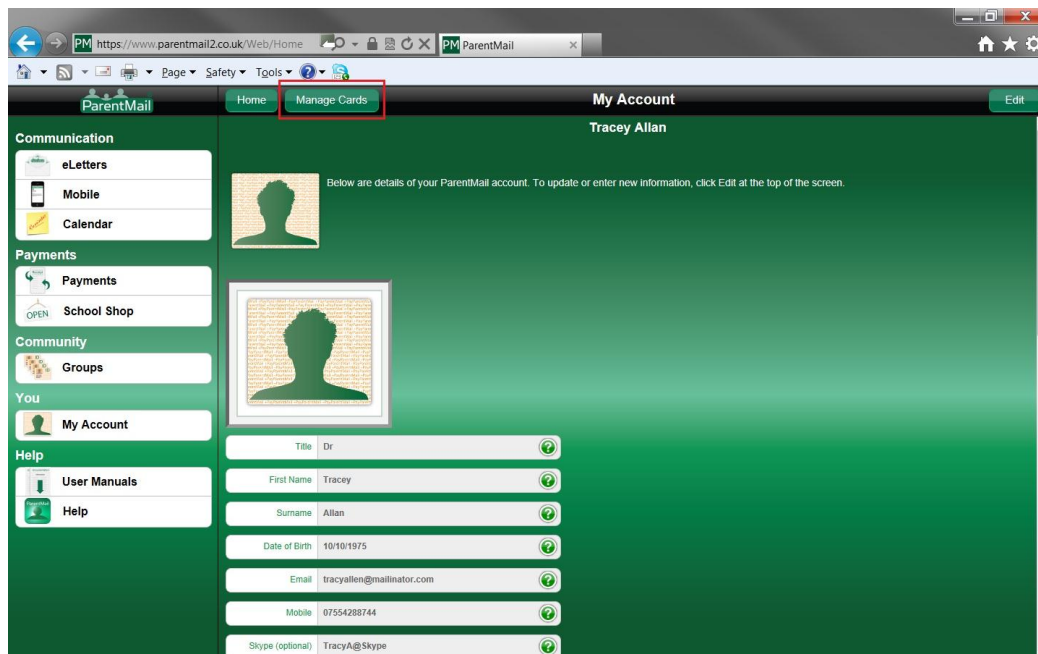 PM https://www.parentmail2.co.uk/Web/Home
PM ParentMail
Page Safety Tools
ParentMail
Home Manage Cards My Account Edit
Tracey Allan
Communication
eLetters
Mobile
Calendar
Payments
Payments
OPEN School Shop
Community
Groups
You
My Account
Help
User Manuals
Help
Below are details of your ParentMail account. To update or enter new information, click Edit at the top of the screen.
Title Dr
First Name Tracey
Surname Allan
Date of Birth 10/10/1975
Email tracyallen@mailinator.com
Mobile 07554288744
Skype (optional) TracyA@Skype